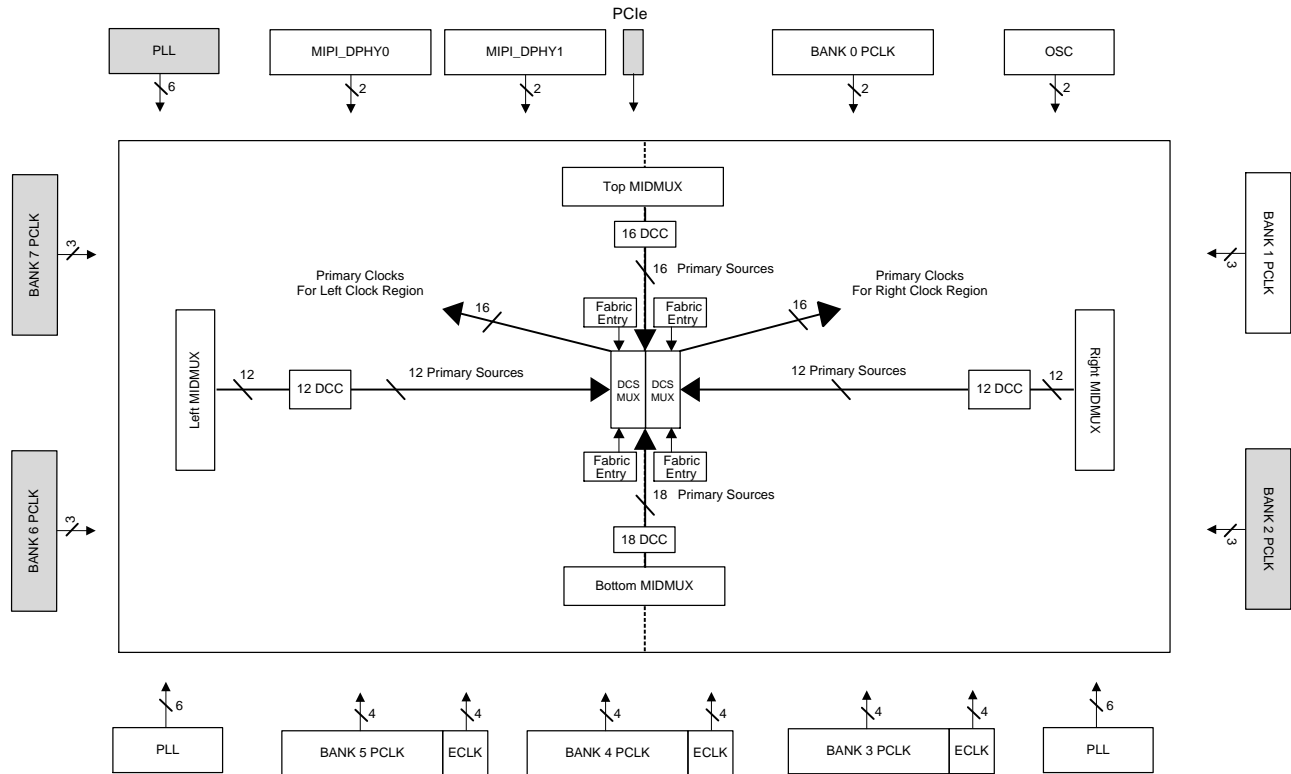 PCIe
PLL
MIPI_DPHY0
MIPI_DPHY1
BANK 0 PCLK
OSC
6
2
2
2
2
BANK 7 PCLK
3
BANK 1 PCLK
3
Top MIDMUX
16 DCC
16 Primary Sources
Primary Clocks
For Left Clock Region
16
Primary Clocks
For Right Clock Region
16
Fabric
Entry
Fabric
Entry
Left MIDMUX
12
12 DCC
12 Primary Sources
DCS
MUX
DCS
MUX
12 Primary Sources
12 DCC
12
Right MIDMUX
Fabric
Entry
Fabric
Entry
18 Primary Sources
18 DCC
Bottom MIDMUX
BANK 6 PCLK
3
BANK 2 PCLK
3
6
4
4
4
4
4
4
6
PLL
BANK 5 PCLK
ECLK
BANK 4 PCLK
ECLK
BANK 3 PCLK
ECLK
PLL